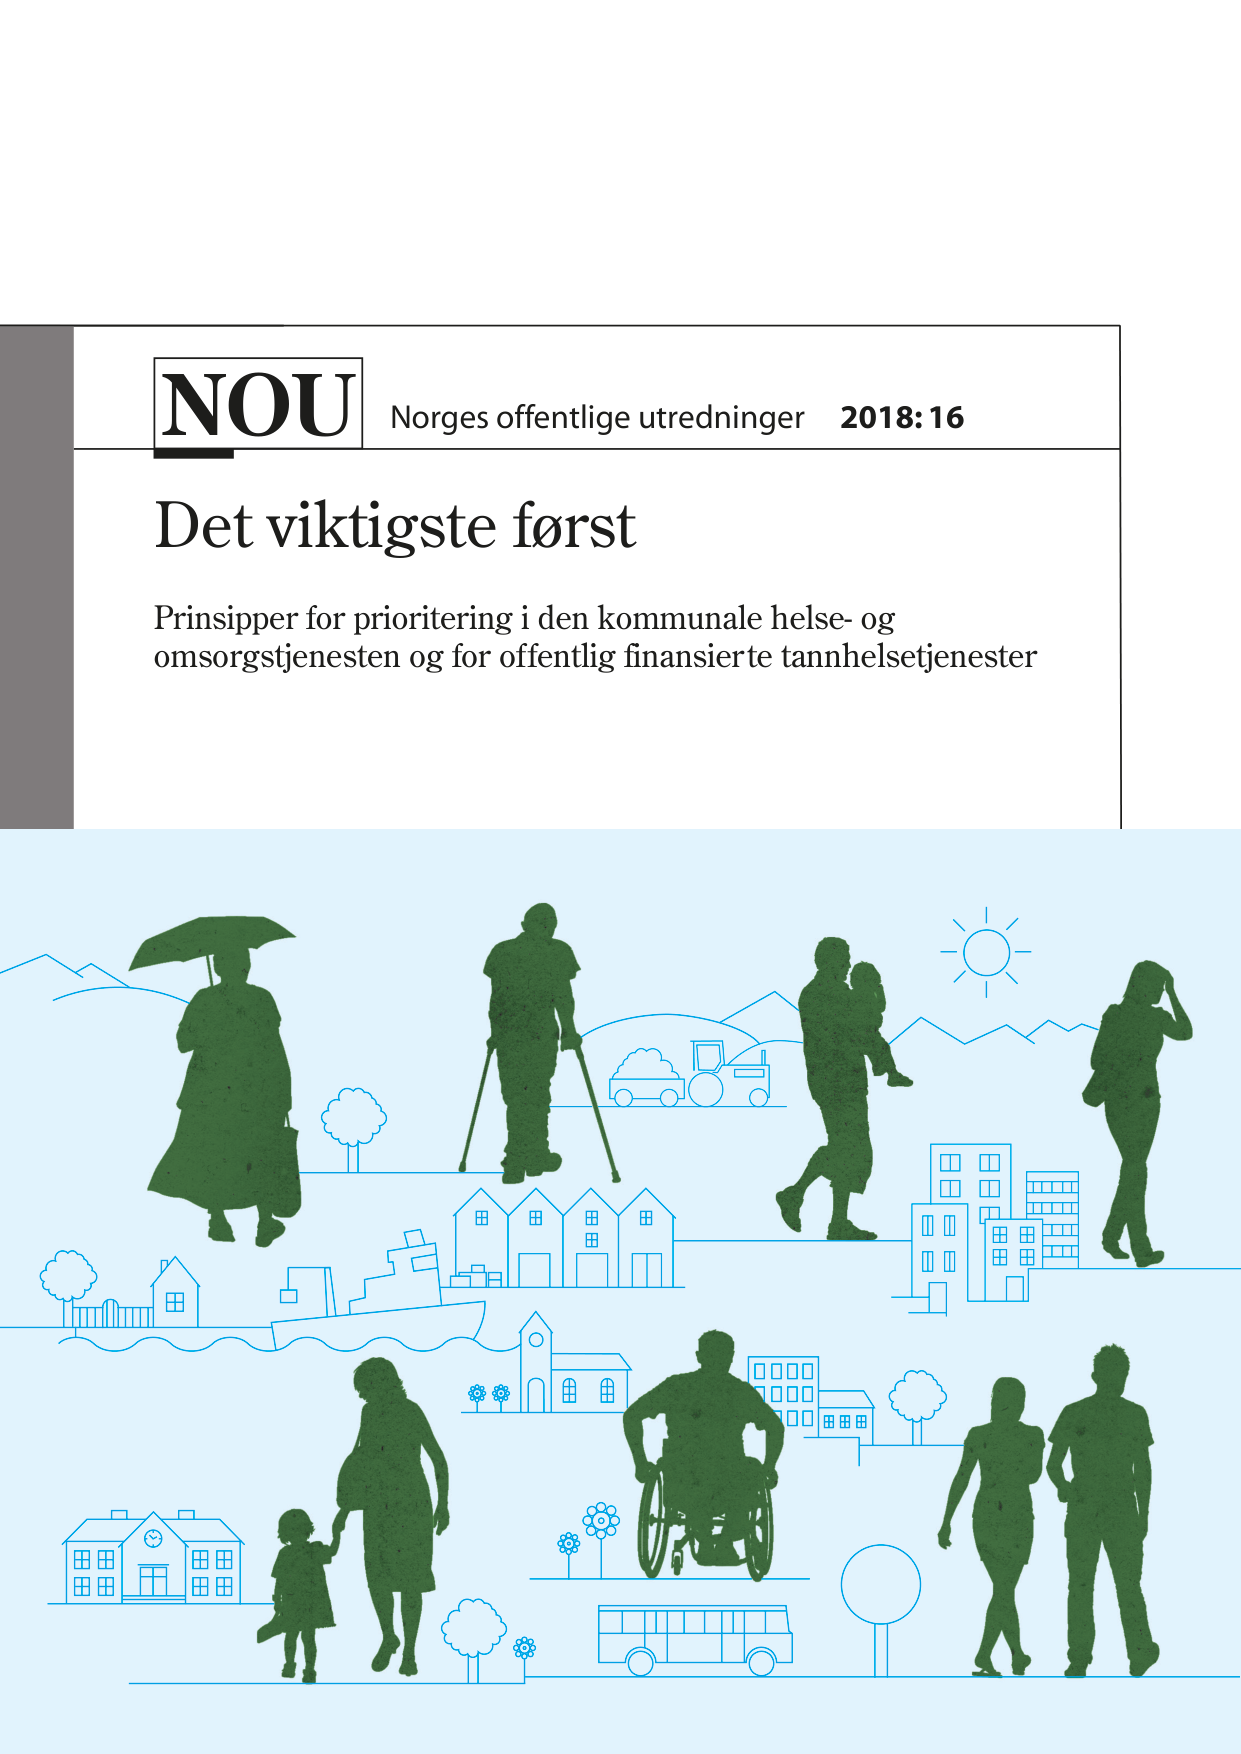 NOU Norges offentlige utredninger 2018: 16
Det viktigste først
Prinsipper for prioritering i den kommunale helse- og
omsorgstjenesten og for offentlig finansierte tannhelsetjenester